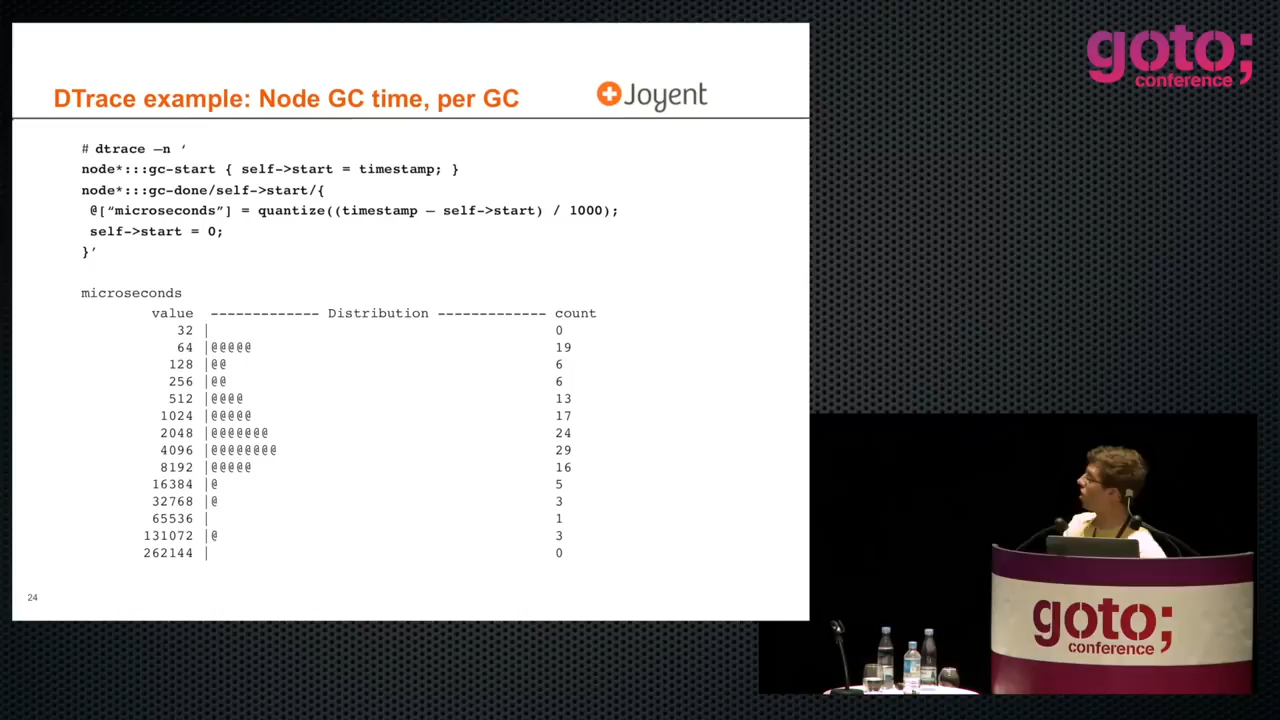 goto;
conference
DTrace example: Node GC time, per GC
Joyent
# dtrace –n ‘
node*:::gc-start { self->start = timestamp; }
node*:::gc-done/self->start/{
@[“microseconds”] = quantize((timestamp – self->start) / 1000);
self->start = 0;
}’
microseconds
value ------------- Distribution ------------- count
32 | 0
64 |@@@@@ 19
128 |@@ 6
256 |@@ 6
512 |@@@@ 13
1024 |@@@@@ 17
2048 |@@@@@@@ 24
4096 |@@@@@@@@ 29
8192 |@@@@@ 16
16384 |@ 5
32768 |@ 3
65536 | 1
131072 |@ 3
262144 | 0
24
goto;
conference